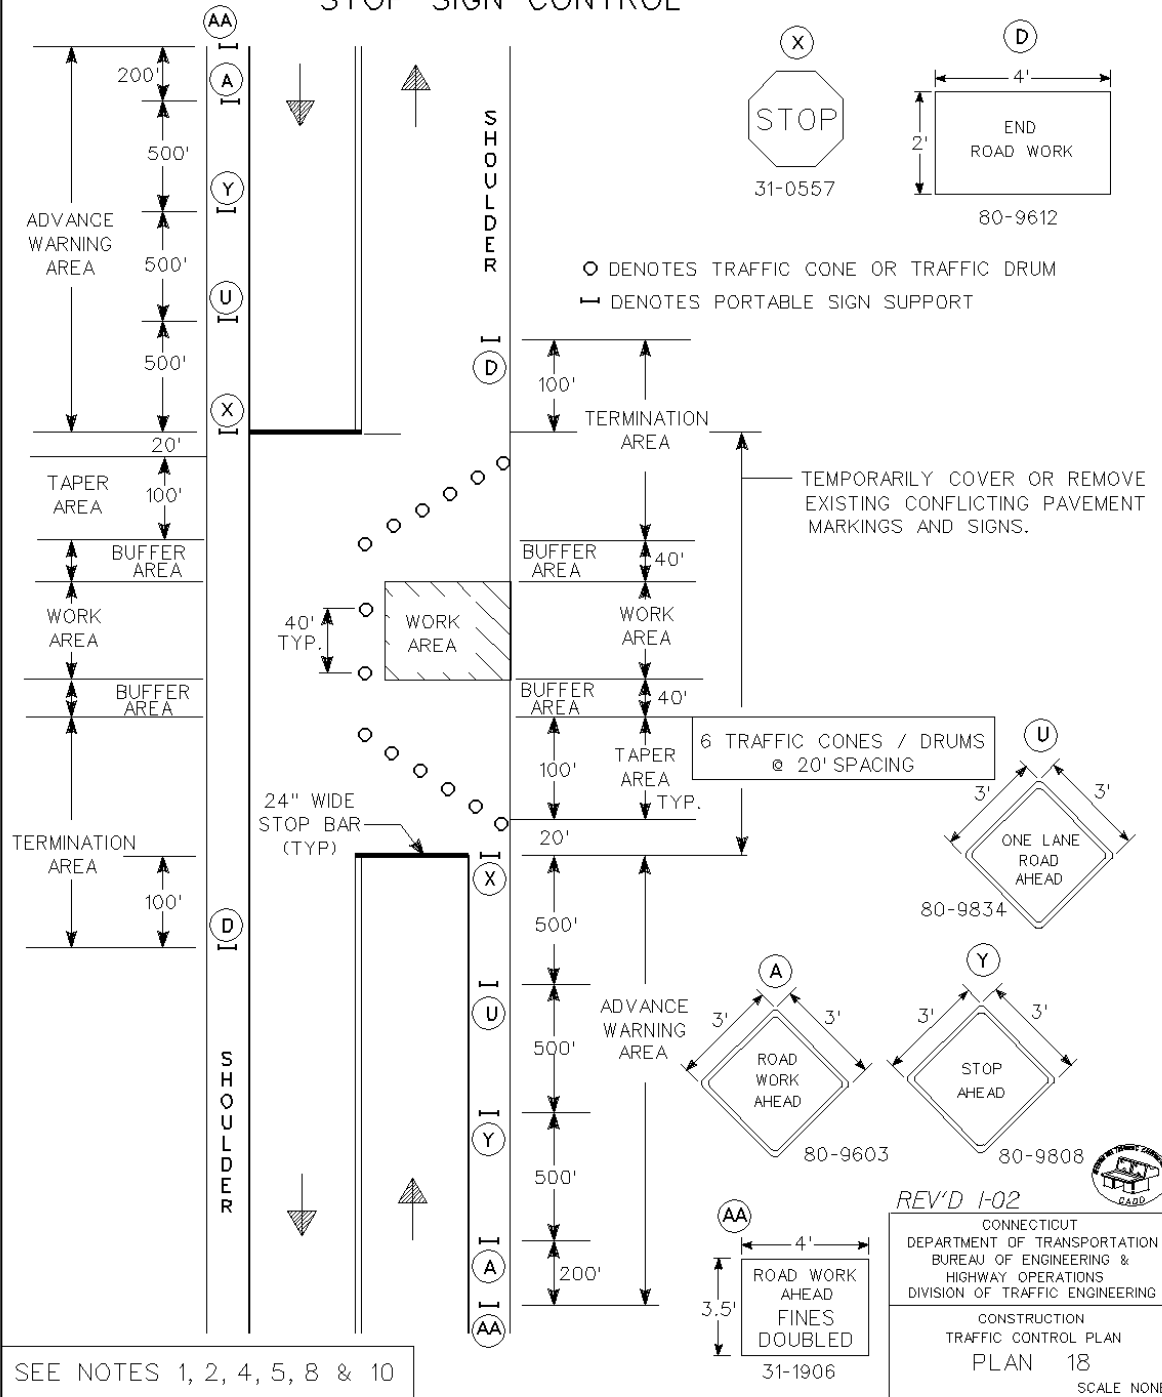 STOP SIGN CONTROL
AA
200'
A
500'
Y
ADVANCE
WARNING
AREA
500'
U
500'
X
20'
TAPER
AREA
100'
BUFFER
AREA
WORK
AREA
BUFFER
AREA
TERMINATION
AREA
100'
D
SHOULDER
SHOULDER
D
100'
TERMINATION
AREA
BUFFER
AREA
40'
40'
TYP.
WORK
AREA
WORK
AREA
BUFFER
AREA
40'
100'
TAPER
AREA
TYP.
20'
24" WIDE
STOP BAR
(TYP)
X
500'
U
ADVANCE
WARNING
AREA
500'
Y
500'
A
200'
AA
X
STOP
31-0557
D
4'
2'
END
ROAD WORK
80-9612
DENOTES TRAFFIC CONE OR TRAFFIC DRUM
DENOTES PORTABLE SIGN SUPPORT
TEMPORARILY COVER OR REMOVE
EXISTING CONFLICTING PAVEMENT
MARKINGS AND SIGNS.
6 TRAFFIC CONES / DRUMS
@ 20' SPACING
U
3' 3'
ONE LANE
ROAD
AHEAD
80-9834
A
3' 3'
ROAD
WORK
AHEAD
80-9603
Y
3' 3'
STOP
AHEAD
80-9808
CADD
AA
4'
3.5'
ROAD WORK
AHEAD
FINES
DOUBLED
31-1906
REV'D 1-02
CONNECTICUT
DEPARTMENT OF TRANSPORTATION
BUREAU OF ENGINEERING &
HIGHWAY OPERATIONS
DIVISION OF TRAFFIC ENGINEERING
CONSTRUCTION
TRAFFIC CONTROL PLAN
PLAN 18
SCALE NONE
SEE NOTES 1, 2, 4, 5, 8 & 10